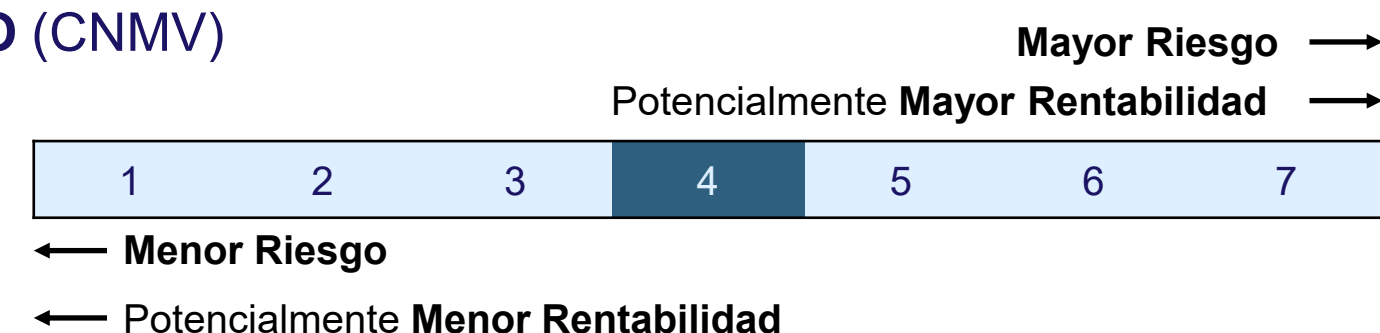 D (CNMV)
Mayor Riesgo
Potencialmente Mayor Rentabilidad
1 2 3 4 5 6 7
Menor Riesgo
Potencialmente Menor Rentabilidad